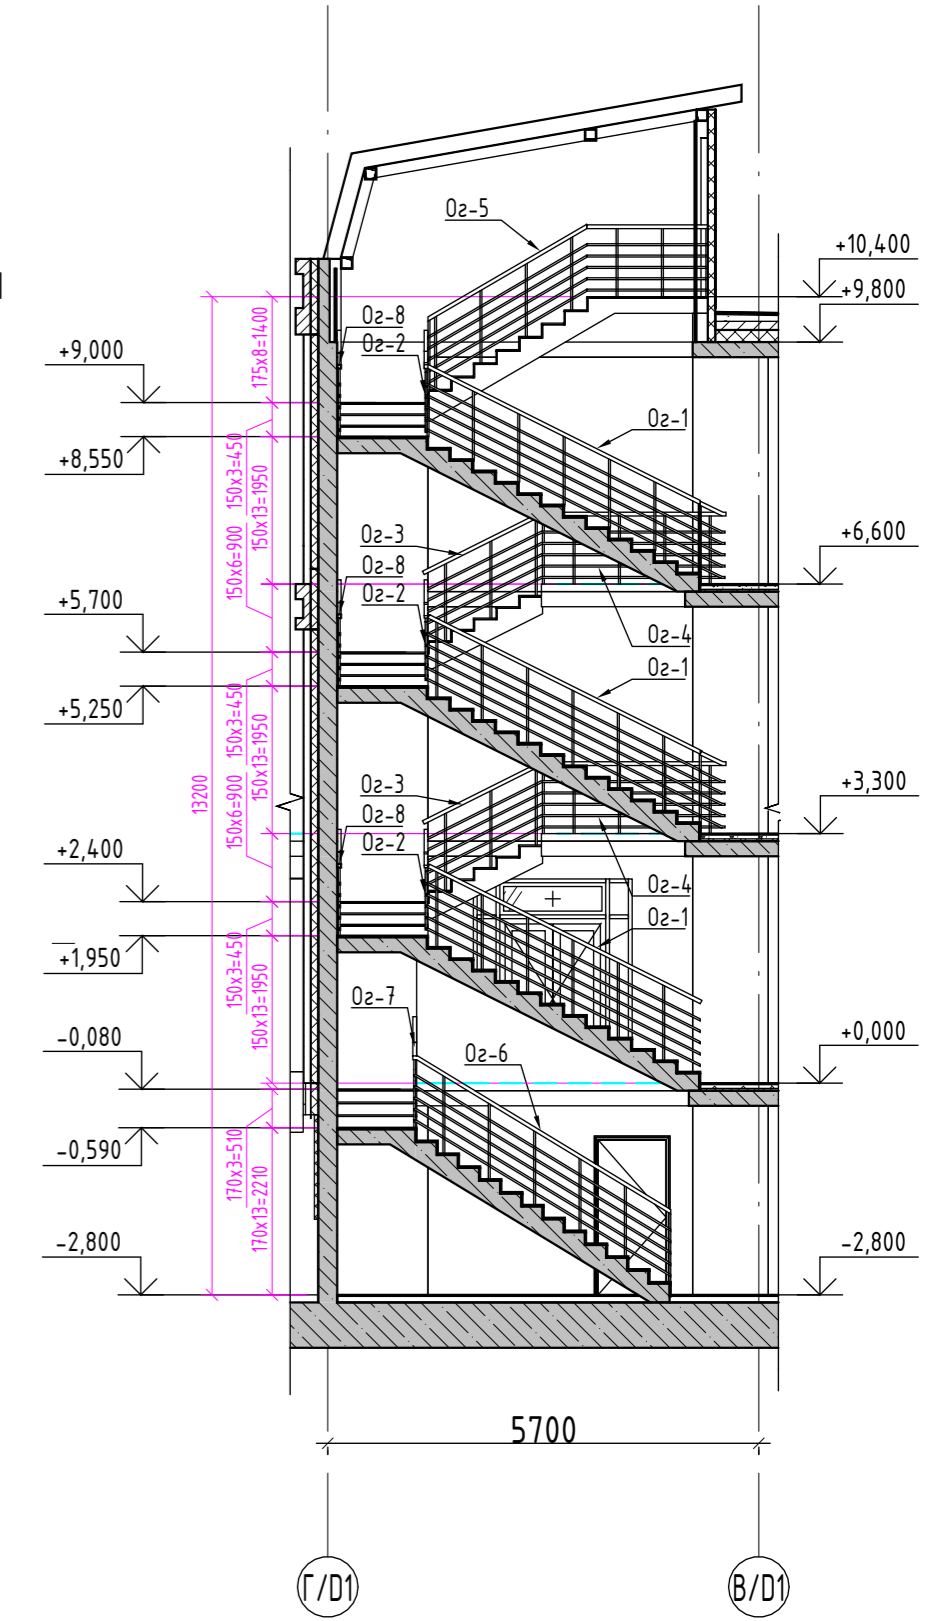 Ог-5
+10,400
+9,800
Ог-8
Ог-2
175x8=1400
+9,000
Ог-1
+8,550
150x3=450
150x13=1950
150x6=900
Ог-3
Ог-8
Ог-2
+6,600
+5,700
Ог-4
Ог-1
+5,250
150x3=450
150x13=1950
150x6=900
13200
Ог-3
Ог-8
Ог-2
+3,300
+2,400
Ог-4
Ог-1
+1,950
150x3=450
150x13=1950
Ог-7
-0,080
Ог-6
+0,000
-0,590
170x3=510
170x13=2210
-2,800
-2,800
5700
Г/D1
В/D1